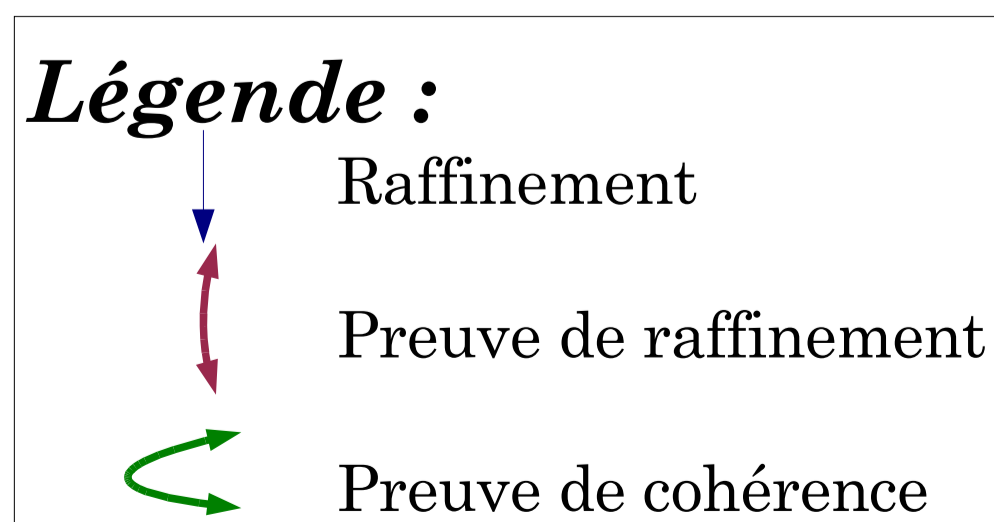 Légende :
Raffinement
Preuve de raffinement
Preuve de cohérence